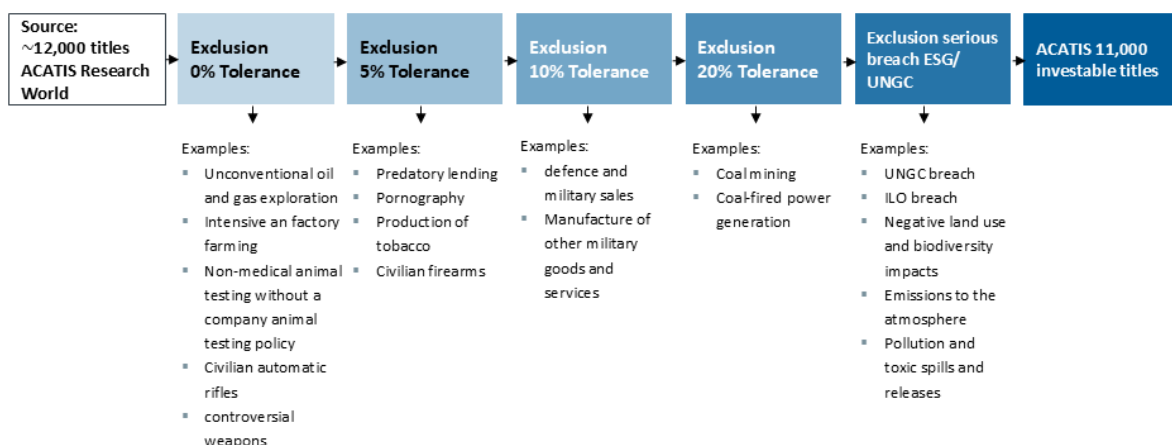 Source:
~12,000 titles
ACATIS Research
World
Exclusion
0% Tolerance
Exclusion
5% Tolerance
Exclusion
10% Tolerance
Exclusion
20% Tolerance
Exclusion serious
breach ESG/
UNGC
ACATIS 11,000
investable titles
Examples:
▪ Unconventional oil
and gas exploration
▪ Intensive an factory
farming
▪ Non-medical animal
testing without a
company animal
testing policy
▪ Civilian automatic
rifles
▪ controversial
weapons
Examples:
▪ Predatory lending
▪ Pornography
▪ Production of
tobacco
▪ Civilian firearms
Examples:
▪ defence and
military sales
▪ Manufacture of
other military
goods and
services
Examples:
▪ Coal mining
▪ Coal-fired power
generation
Examples:
▪ UNGC breach
▪ ILO breach
▪ Negative land use
and biodiversity
impacts
▪ Emissions to the
atmosphere
▪ Pollution and
toxic spills and
releases